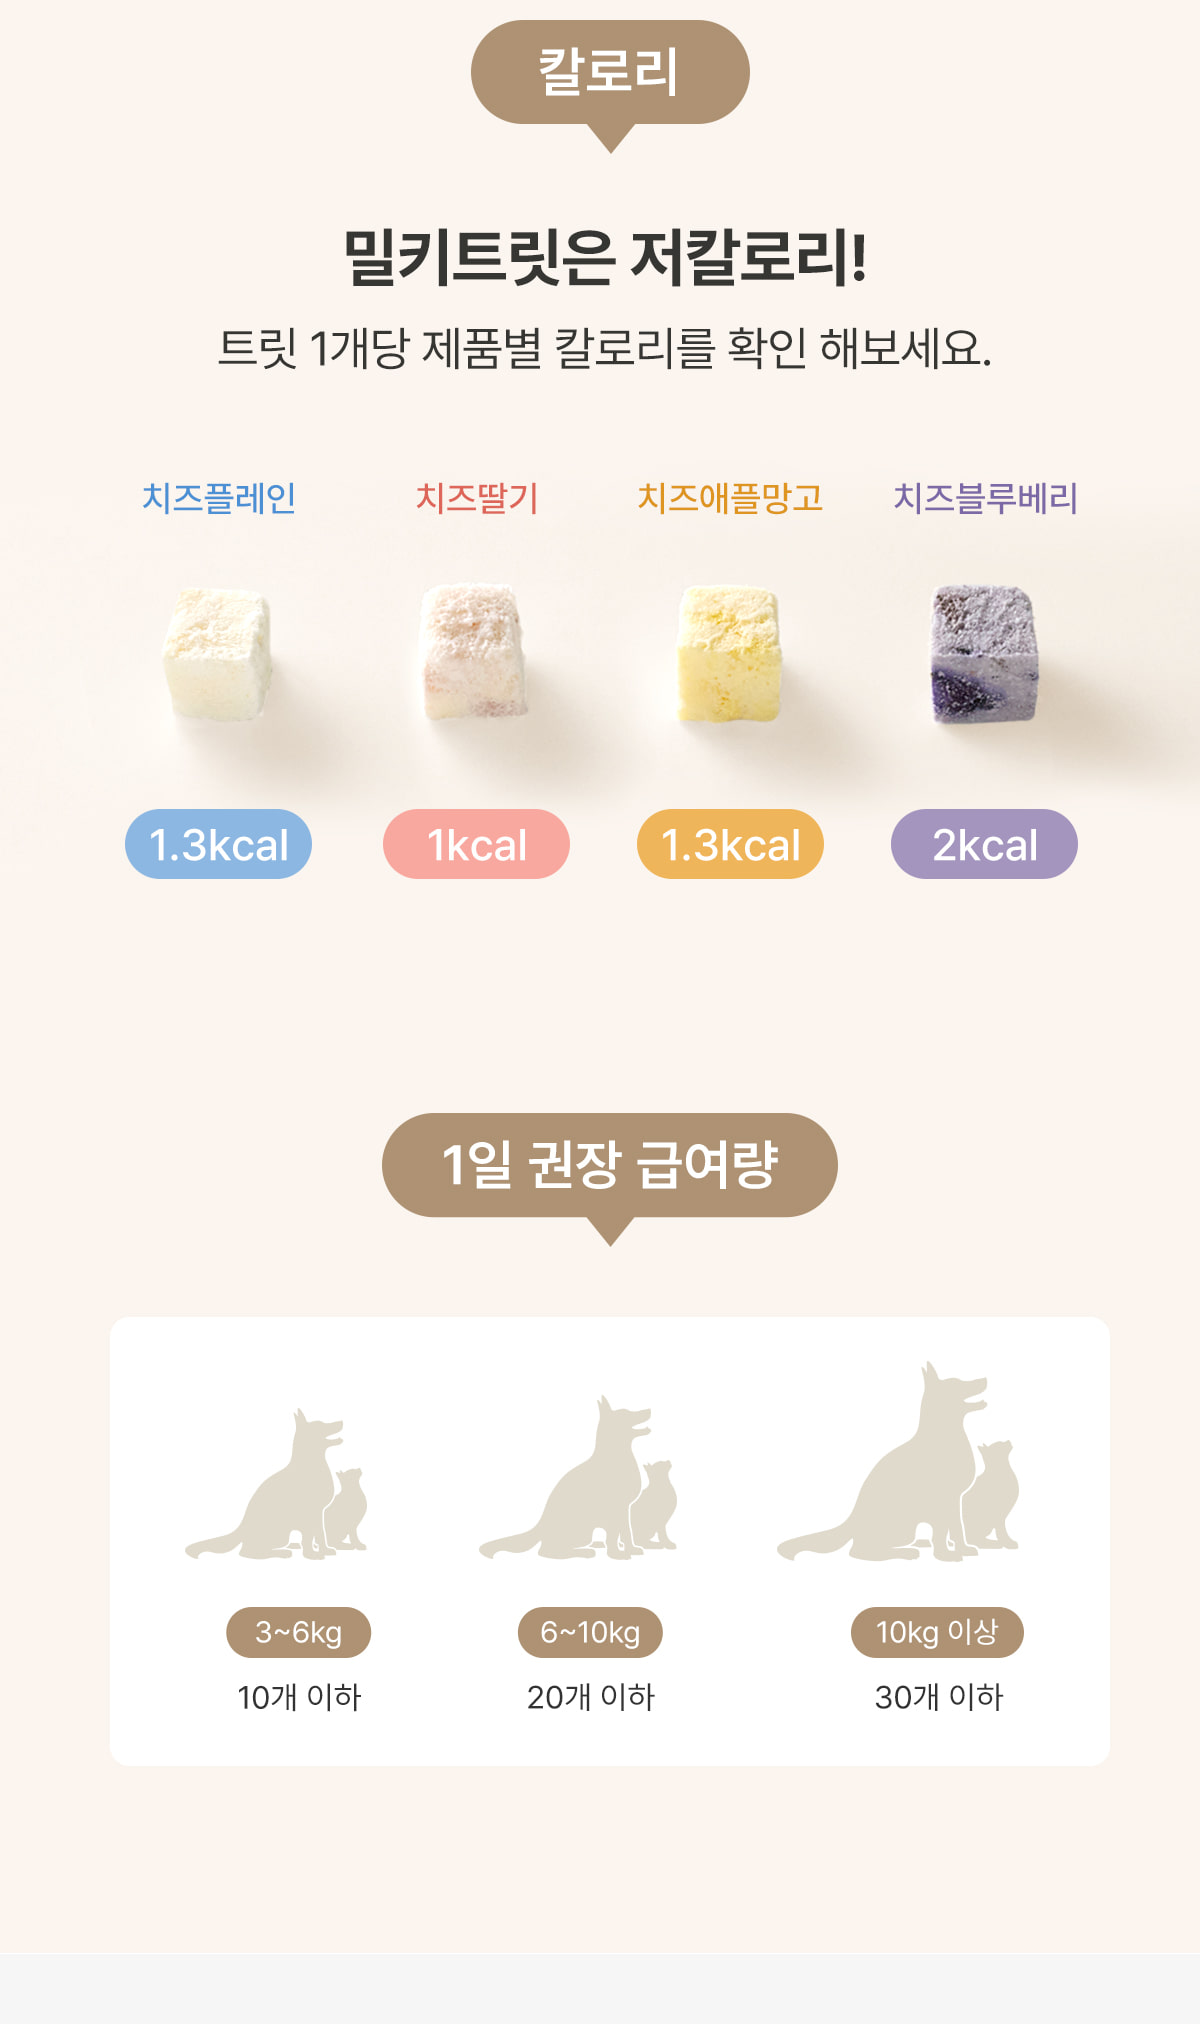 칼로리
밀키트릿은 저칼로리!
트릿 1개당 제품별 칼로리를 확인 해보세요.
치즈플레인 치즈딸기 치즈애플망고 치즈블루베리
1.3kcal 1kcal 1.3kcal 2kcal
1일 권장 급여량
3~6kg 6~10kg 10kg 이상
10개 이하 20개 이하 30개 이하